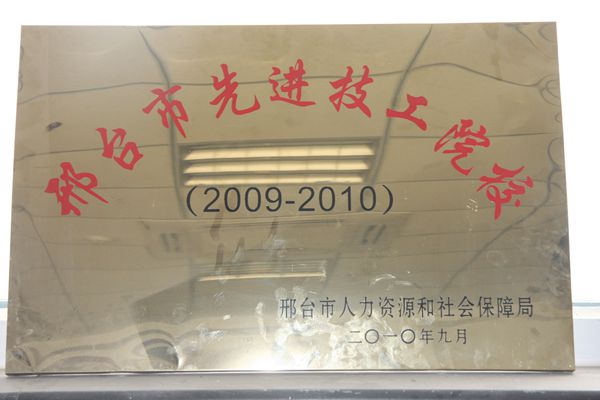 邢台市先进技工院校
（2009-2010）
邢台市人力资源和社会保障局
二〇一〇年九月